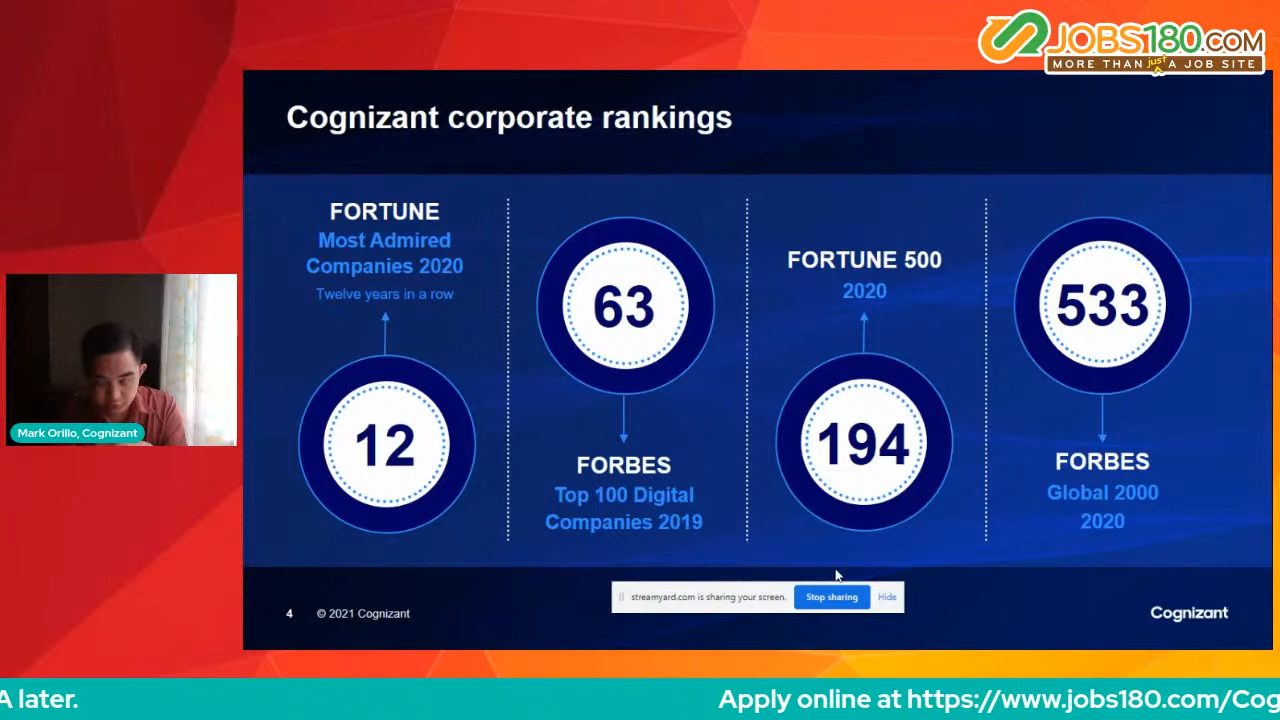 JOBS180.COM
MORE THAN just A JOB SITE
Cognizant corporate rankings
FORTUNE
Most Admired
Companies 2020
Twelve years in a row
12
63
FORBES
Top 100 Digital
Companies 2019
FORTUNE 500
2020
194
533
FORBES
Global 2000
2020
Mark Orillo, Cognizant
streamyard.com is sharing your screen.
Stop sharing
Hide
4
© 2021 Cognizant
Cognizant
A later.
Apply online at https://www.jobs180.com/Cog